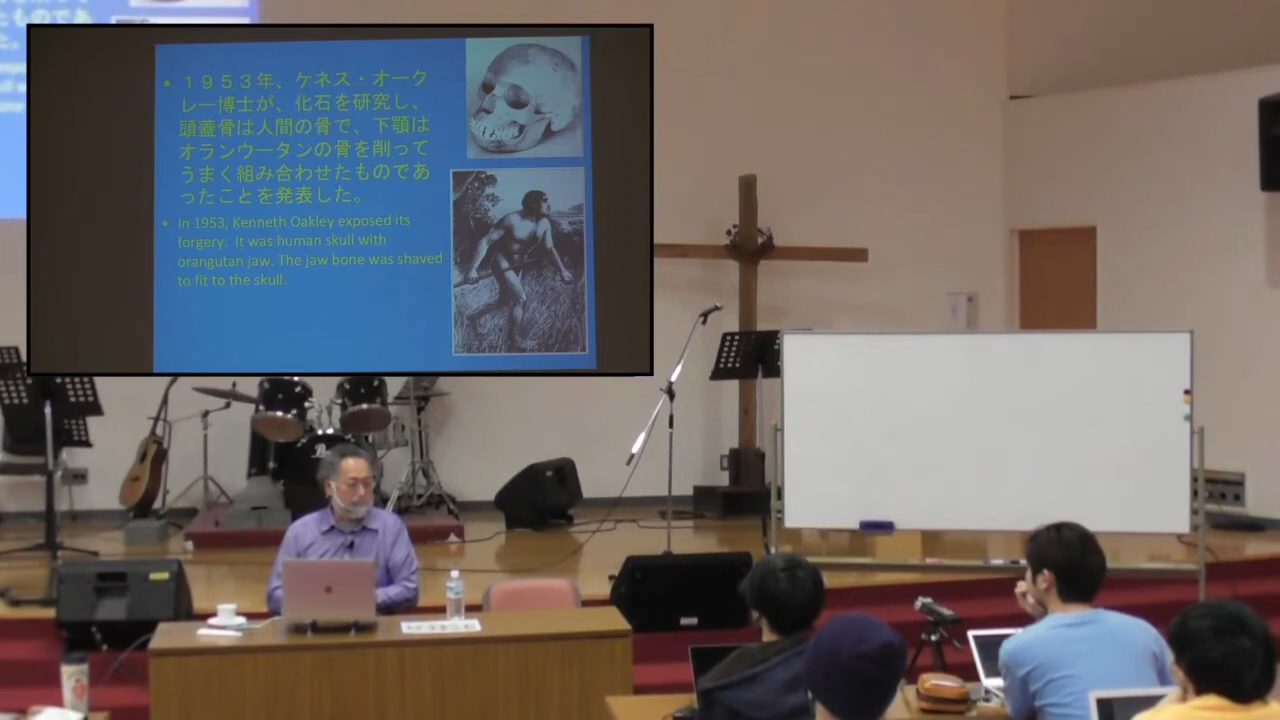 ・１９５３年、ケネス・オーク
レー博士が、化石を研究し、
頭蓋骨は人間の骨で、下顎は
オランウータンの骨を削って
うまく組み合わせたものであ
ったことを発表した。
• In 1953, Kenneth Oakley exposed its
forgery. It was human skull with
orangutan jaw. The jaw bone was shaved
to fit to the skull.